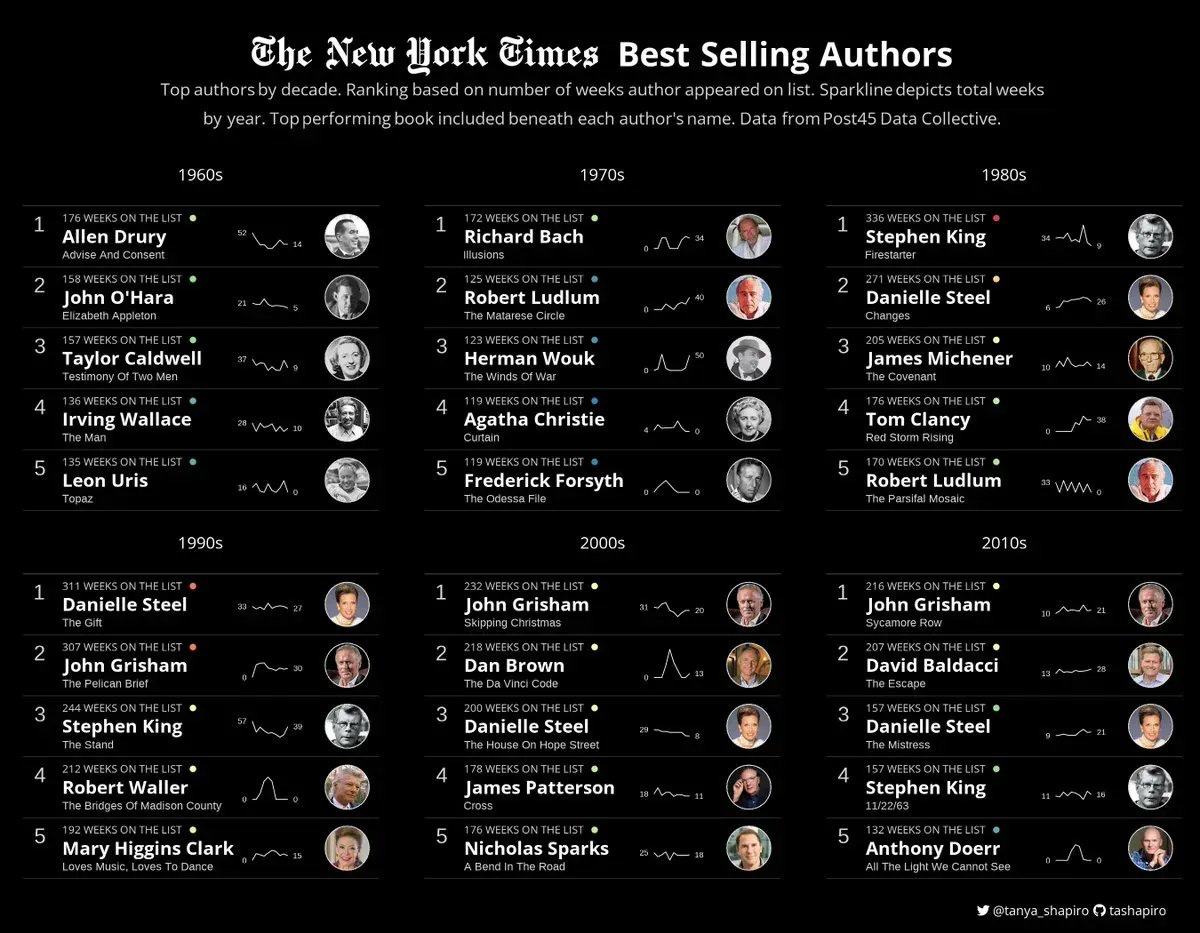 The New York Times Best Selling Authors
Top authors by decade. Ranking based on number of weeks author appeared on list. Sparkline depicts total weeks
by year. Top performing book included beneath each author's name. Data from Post45 Data Collective.
1960s
1
176 WEEKS ON THE LIST
Allen Drury
Advise And Consent
52
14
2
158 WEEKS ON THE LIST
John O'Hara
Elizabeth Appleton
21
5
3
157 WEEKS ON THE LIST
Taylor Caldwell
Testimony Of Two Men
37
9
4
136 WEEKS ON THE LIST
Irving Wallace
The Man
28
10
5
135 WEEKS ON THE LIST
Leon Uris
Topaz
16
0
1970s
1
172 WEEKS ON THE LIST
Richard Bach
Illusions
0
34
2
125 WEEKS ON THE LIST
Robert Ludlum
The Matarese Circle
0
40
3
123 WEEKS ON THE LIST
Herman Wouk
The Winds Of War
0
50
4
119 WEEKS ON THE LIST
Agatha Christie
Curtain
4
0
5
119 WEEKS ON THE LIST
Frederick Forsyth
The Odessa File
0
0
1980s
1
336 WEEKS ON THE LIST
Stephen King
Firestarter
34
9
2
271 WEEKS ON THE LIST
Danielle Steel
Changes
6
26
3
205 WEEKS ON THE LIST
James Michener
The Covenant
10
14
4
176 WEEKS ON THE LIST
Tom Clancy
Red Storm Rising
0
38
5
170 WEEKS ON THE LIST
Robert Ludlum
The Parsifal Mosaic
33
0
1990s
1
311 WEEKS ON THE LIST
Danielle Steel
The Gift
33
27
2
307 WEEKS ON THE LIST
John Grisham
The Pelican Brief
0
30
3
244 WEEKS ON THE LIST
Stephen King
The Stand
57
39
4
212 WEEKS ON THE LIST
Robert Waller
The Bridges Of Madison County
0
0
5
192 WEEKS ON THE LIST
Mary Higgins Clark
Loves Music, Loves To Dance
0
15
2000s
1
232 WEEKS ON THE LIST
John Grisham
Skipping Christmas
31
20
2
218 WEEKS ON THE LIST
Dan Brown
The Da Vinci Code
0
13
3
200 WEEKS ON THE LIST
Danielle Steel
The House On Hope Street
29
8
4
178 WEEKS ON THE LIST
James Patterson
Cross
18
11
5
176 WEEKS ON THE LIST
Nicholas Sparks
A Bend In The Road
25
18
2010s
1
216 WEEKS ON THE LIST
John Grisham
Sycamore Row
10
21
2
207 WEEKS ON THE LIST
David Baldacci
The Escape
13
28
3
157 WEEKS ON THE LIST
Danielle Steel
The Mistress
9
21
4
157 WEEKS ON THE LIST
Stephen King
11/22/63
11
16
5
132 WEEKS ON THE LIST
Anthony Doerr
All The Light We Cannot See
0
0
@tanya_shapiro tashapiro